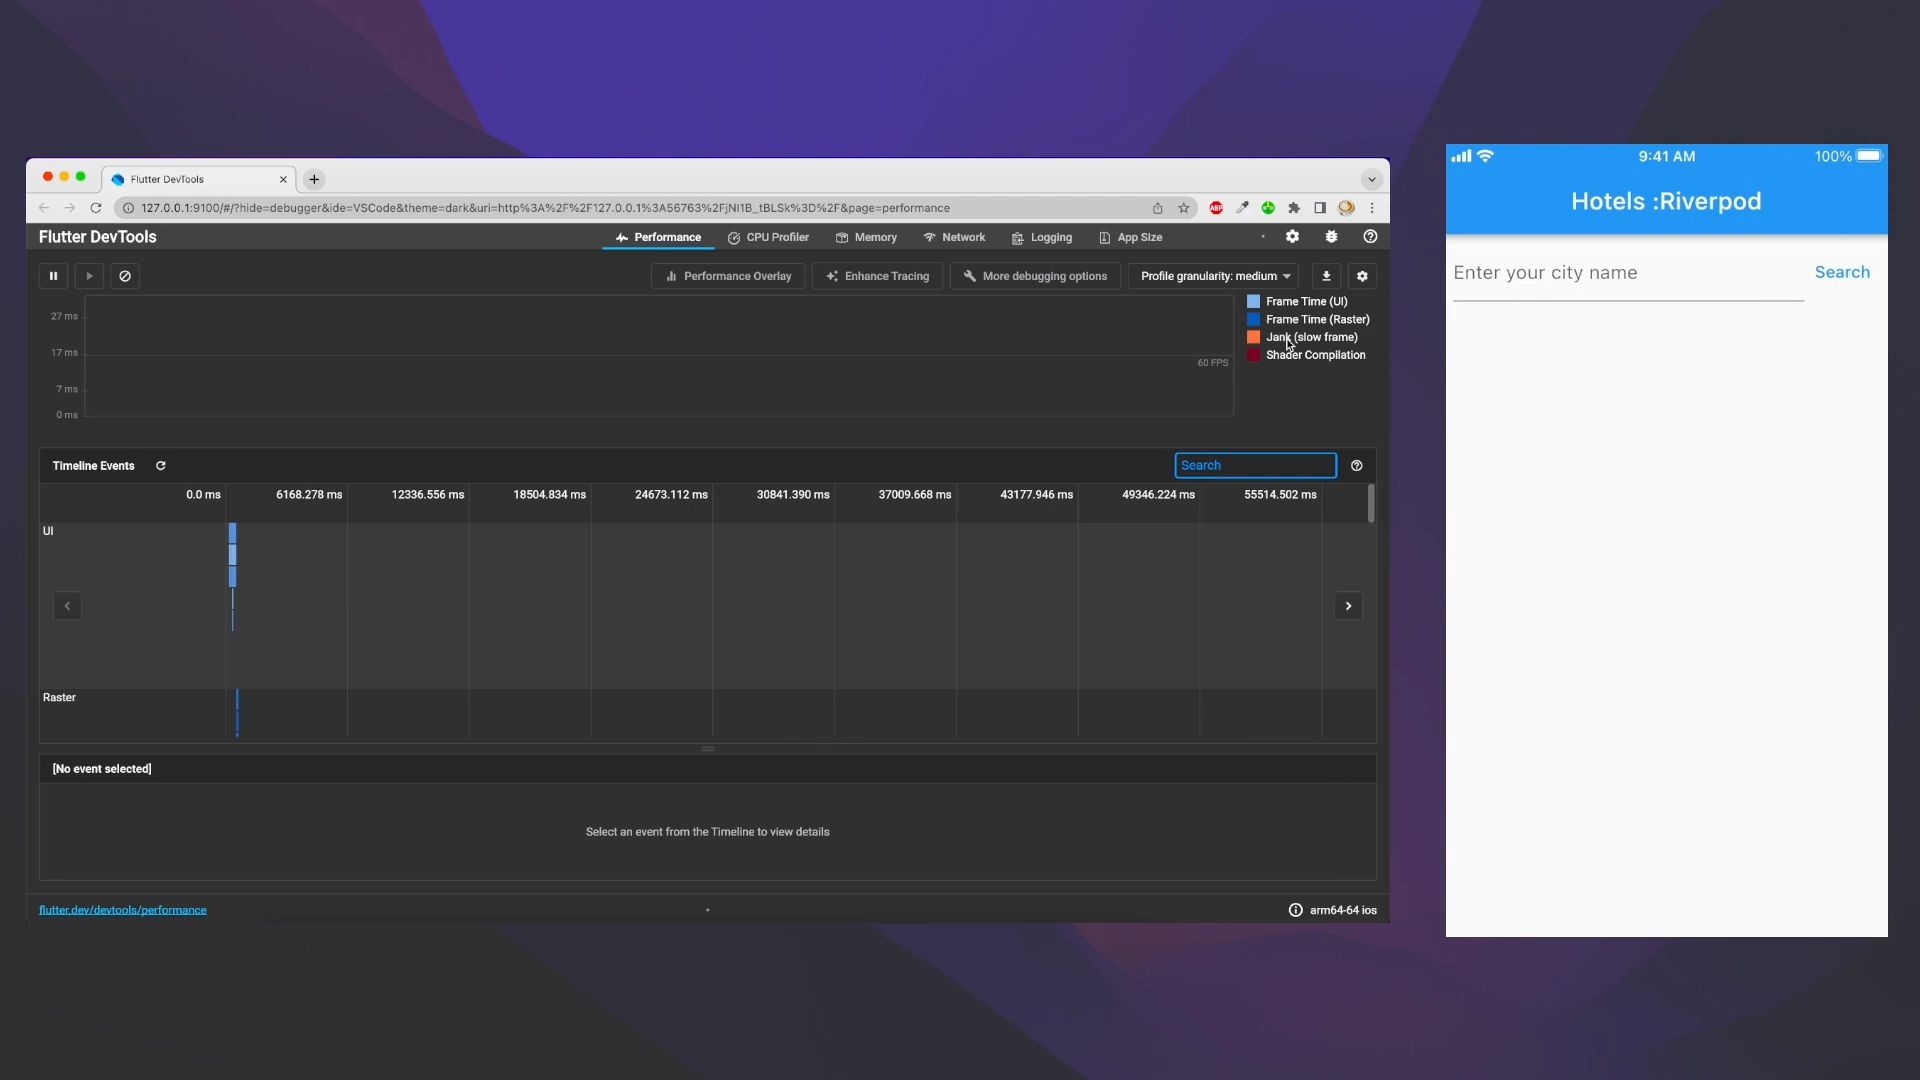 Flutter DevTools
127.0.0.1:9100/#/?hide=debugger&ide=VSCode&theme=dark&uri=http%3A%2F%2F127.0.0.1%3A56763%2FjNI1B_tBLSk%3D%2F&page=performance
ABP
Flutter DevTools
Performance
CPU Profiler
Memory
Network
Logging
App Size
Performance Overlay
Enhance Tracing
More debugging options
Profile granularity: medium
27 ms
17 ms
7 ms
0 ms
60 FPS
Frame Time (UI)
Frame Time (Raster)
Jank (slow frame)
Shader Compilation
Timeline Events
Search
0.0 ms 6168.278 ms 12336.556 ms 18504.834 ms 24673.112 ms 30841.390 ms 37009.668 ms 43177.946 ms 49346.224 ms 55514.502 ms
UI
Raster
[No event selected]
Select an event from the Timeline to view details
flutter.dev/devtools/performance
arm64-64 ios
9:41 AM
100%
Hotels :Riverpod
Enter your city name
Search